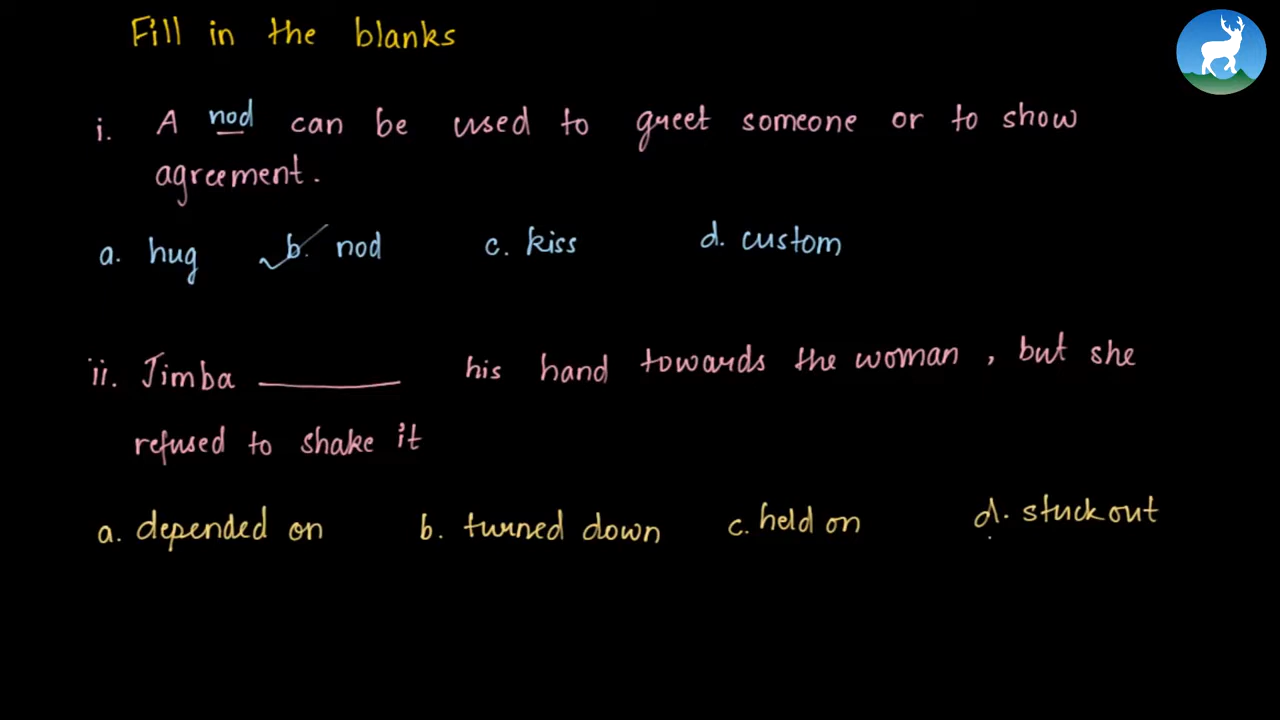 Fill in the blanks
i. A nod can be used to greet someone or to show
agreement.
a. hug b. nod c. kiss d. custom
ii. Jimba ________ his hand towards the woman, but she
refused to shake it
a. depended on b. turned down c. held on d. stuck out